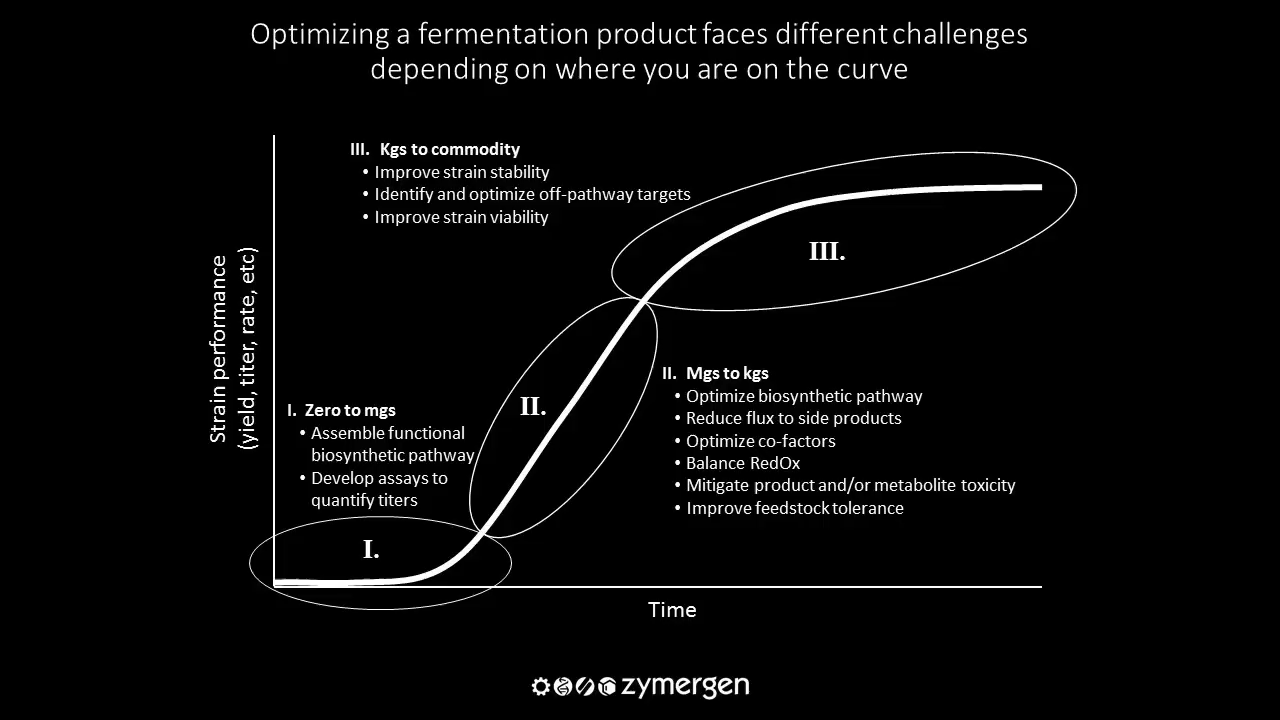 Optimizing a fermentation product faces different challenges
depending on where you are on the curve
III. Kgs to commodity
• Improve strain stability
• Identify and optimize off-pathway targets
• Improve strain viability
III.
Strain performance
(yield, titer, rate, etc)
II.
II. Mgs to kgs
• Optimize biosynthetic pathway
• Reduce flux to side products
• Optimize co-factors
• Balance RedOx
• Mitigate product and/or metabolite toxicity
• Improve feedstock tolerance
I. Zero to mgs
• Assemble functional
biosynthetic pathway
• Develop assays to
quantify titers
I.
Time
zymergen